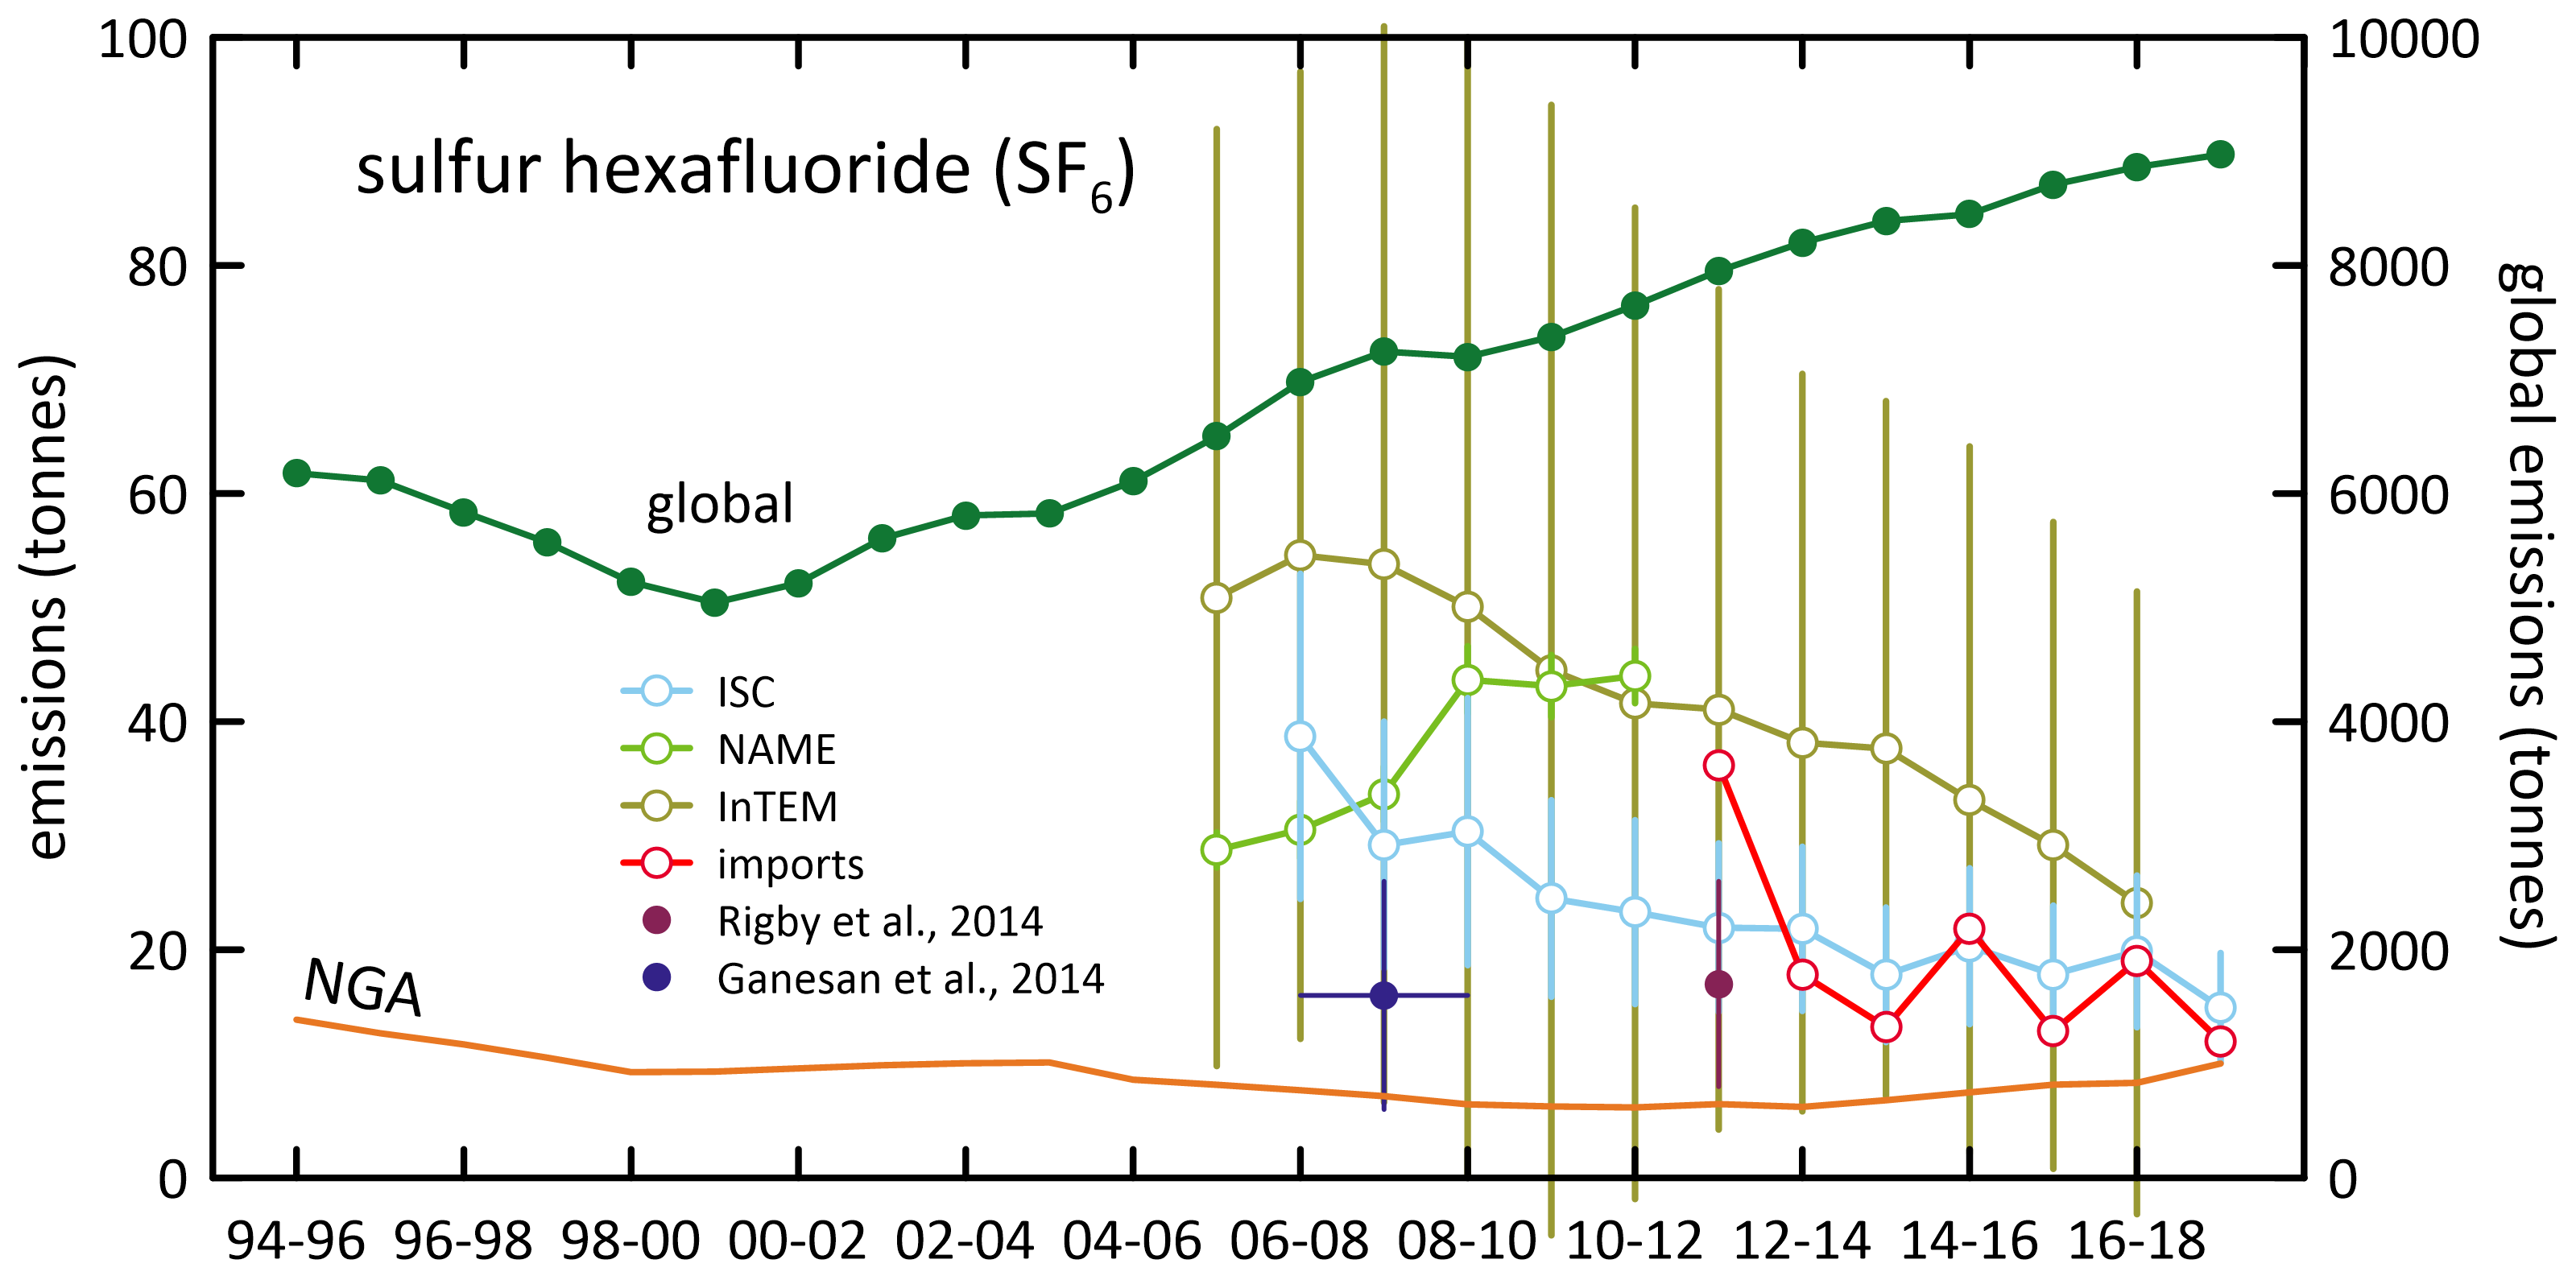 100
80
60
40
20
0
emissions (tonnes)
10000
8000
6000
4000
2000
0
global emissions (tonnes)
sulfur hexafluoride (SF₆)
global
ISC
NAME
InTEM
imports
Rigby et al., 2014
Ganesan et al., 2014
NGA
94-96 96-98 98-00 00-02 02-04 04-06 06-08 08-10 10-12 12-14 14-16 16-18